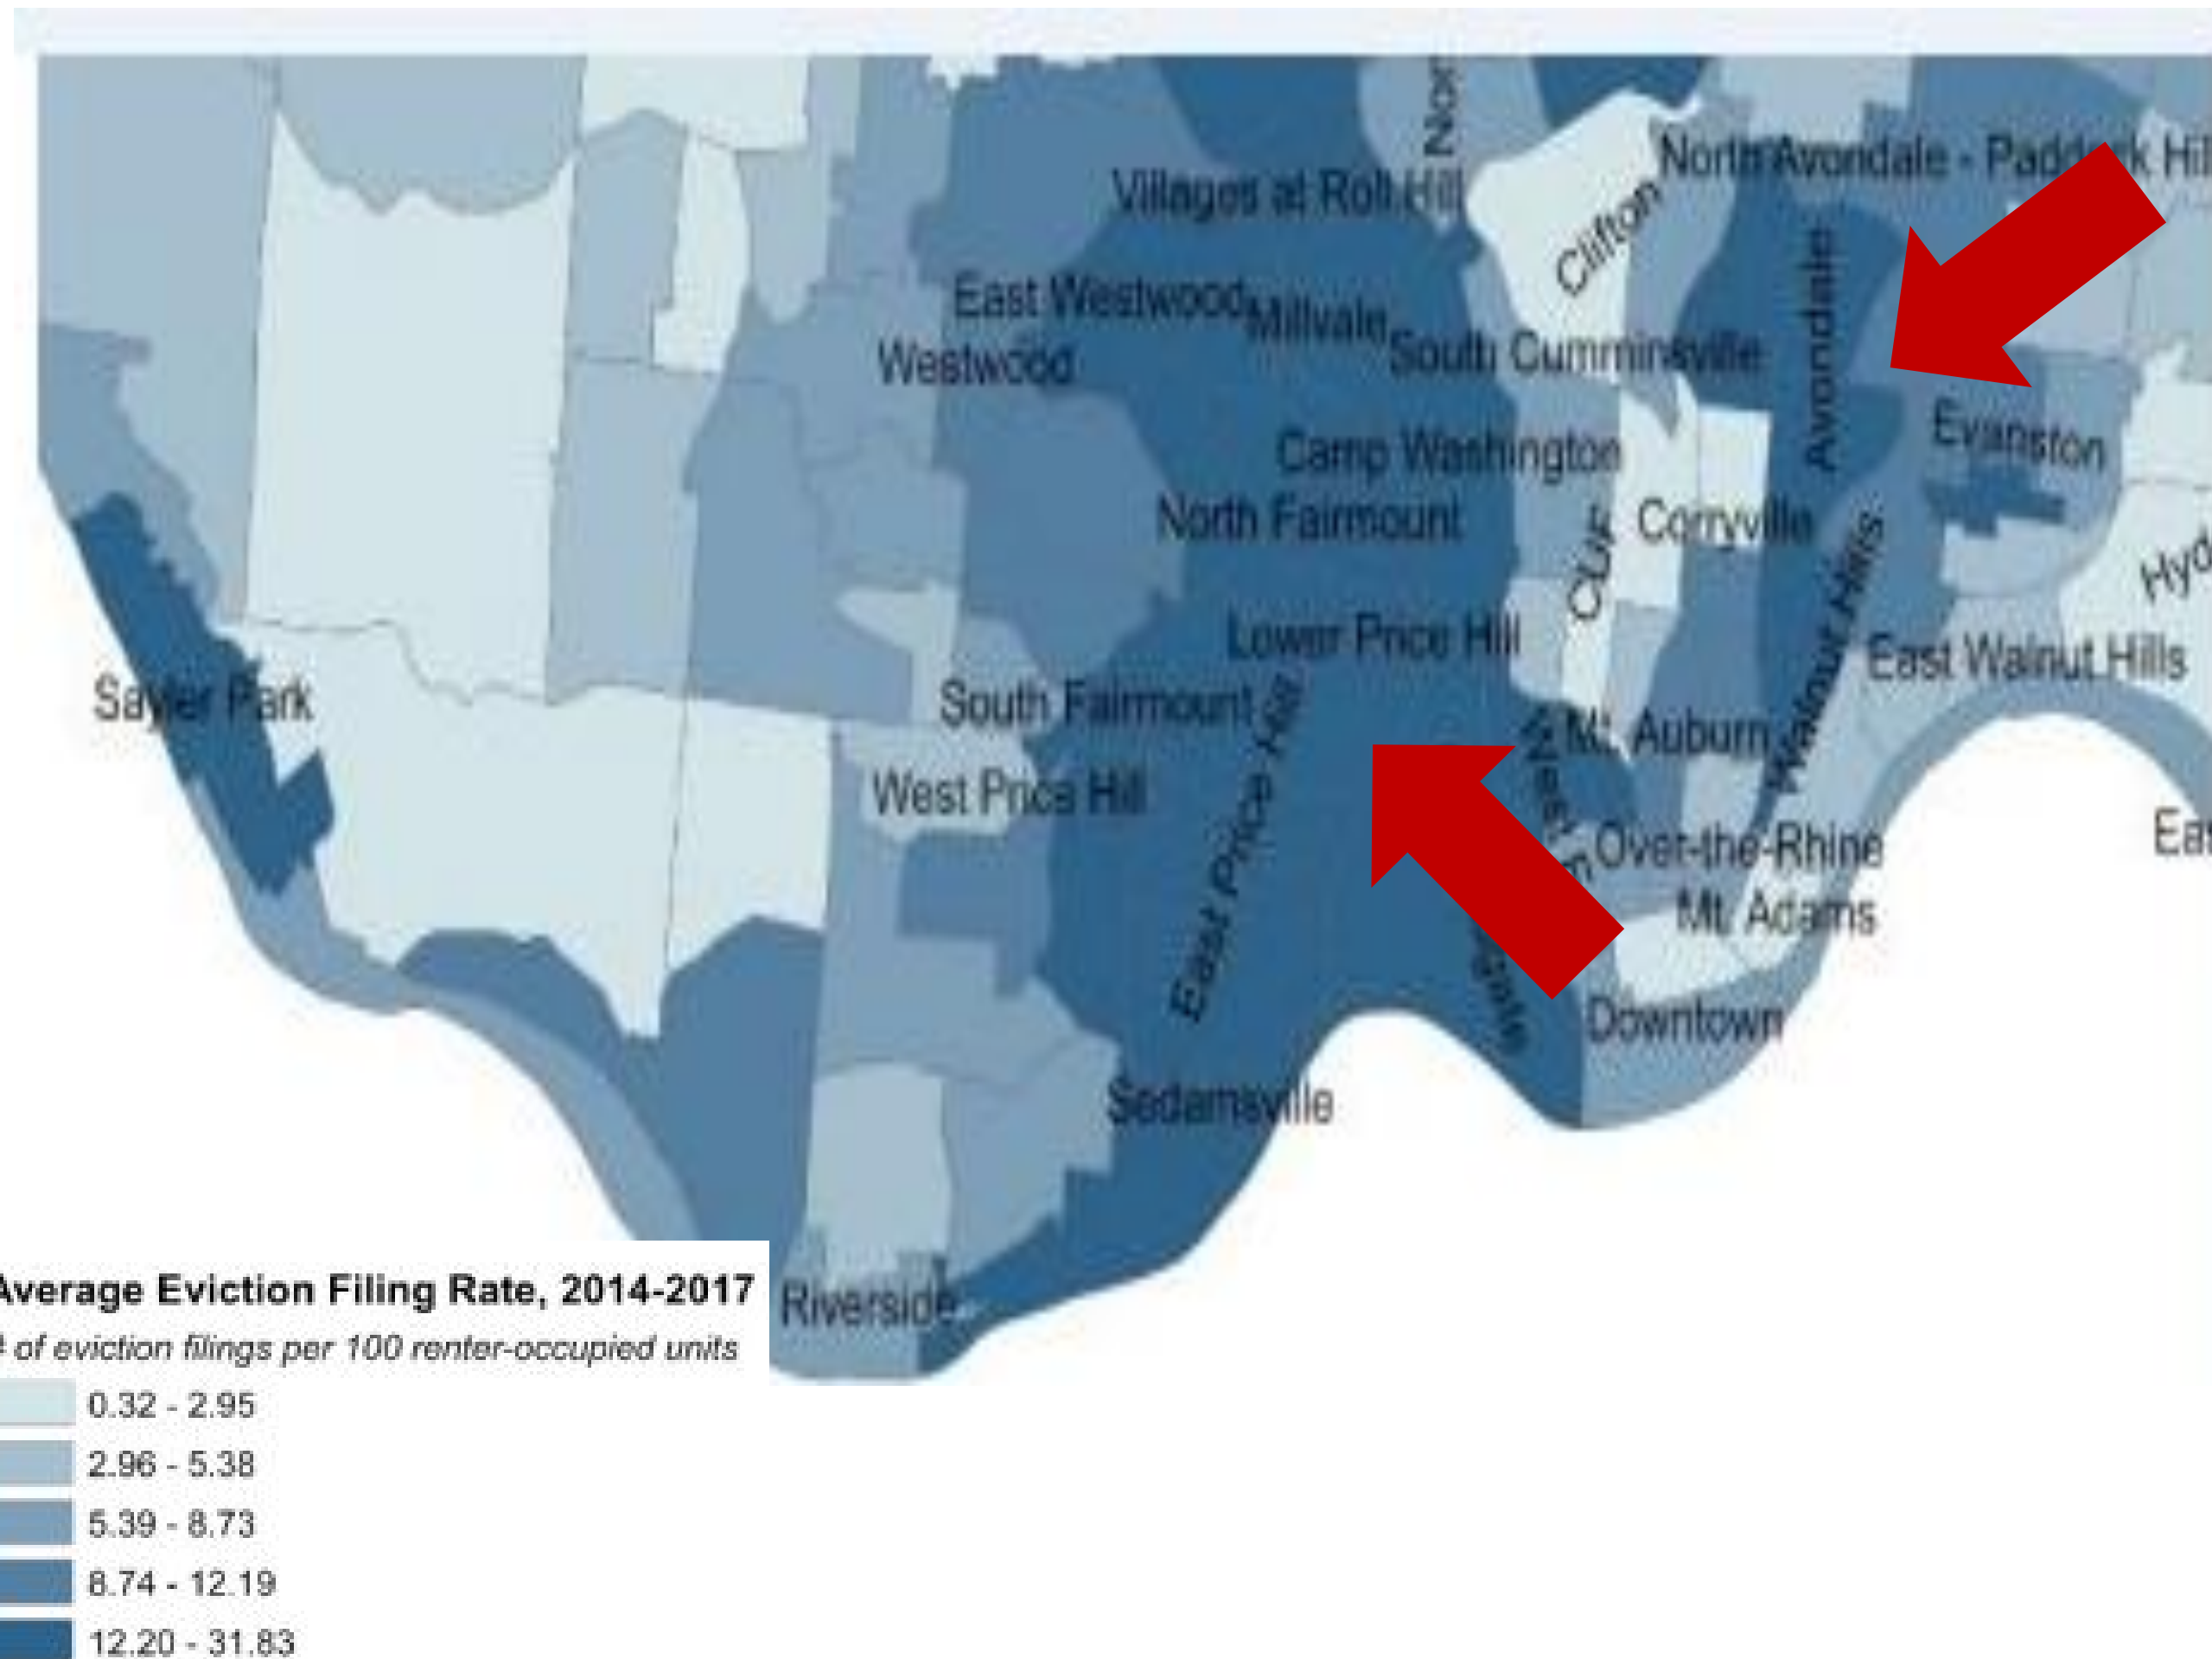 Nor
North Avondale - Paddock Hil
Villages at Roll Hill
Clifton
East Westwood
Millvale
Avondale
South Cumminsville
Westwood
Evanston
Camp Washington
North Fairmount
CUF
Corryville
Hyd
Walnut Hills
Lower Price Hill
East Walnut Hills
Sayler Park
South Fairmount
Mt. Auburn
West Price Hill
East Price Hill
Over-the-Rhine
Eas
Mt. Adams
Downtown
Sedamsville
Riverside
Average Eviction Filing Rate, 2014-2017
# of eviction filings per 100 renter-occupied units
0.32 - 2.95
2.96 - 5.38
5.39 - 8.73
8.74 - 12.19
12.20 - 31.83